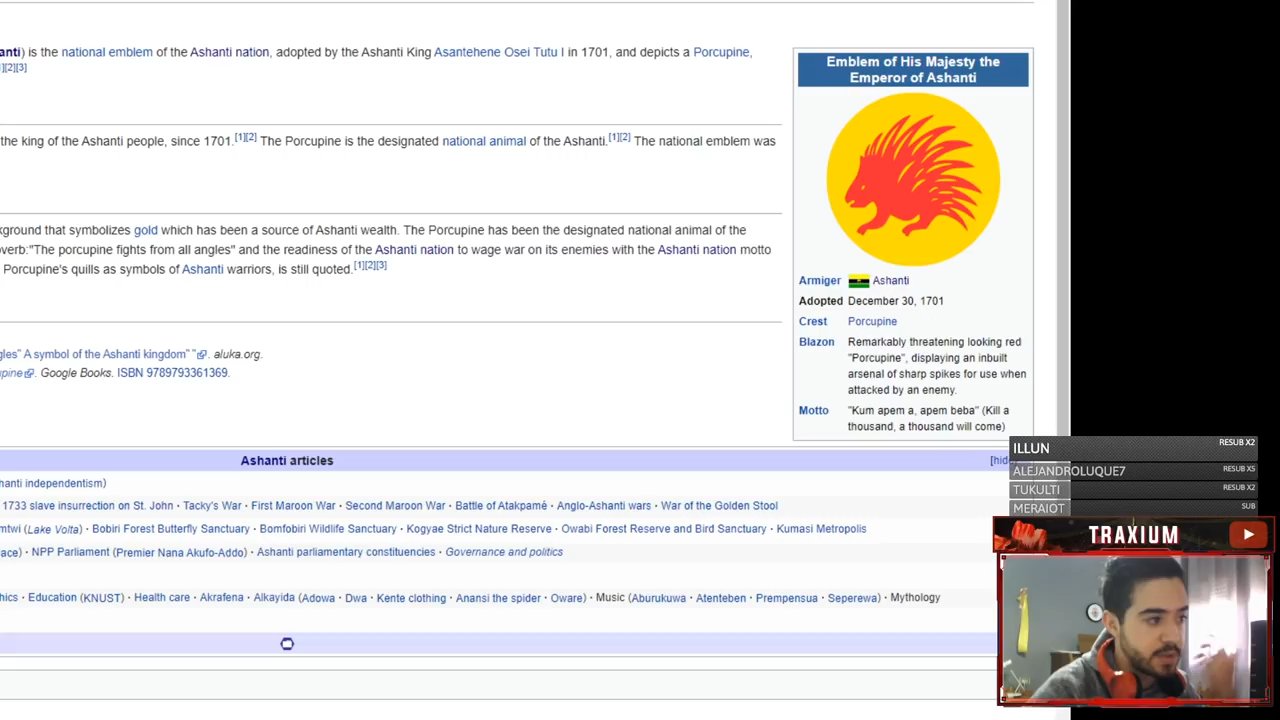 anti) is the national emblem of the Ashanti nation, adopted by the Ashanti King Asantehene Osei Tutu I in 1701, and depicts a Porcupine,
][2][3]
the king of the Ashanti people, since 1701.[1][2] The Porcupine is the designated national animal of the Ashanti.[1][2] The national emblem was
kground that symbolizes gold which has been a source of Ashanti wealth. The Porcupine has been the designated national animal of the
verb:"The porcupine fights from all angles" and the readiness of the Ashanti nation to wage war on its enemies with the Ashanti nation motto
Porcupine's quills as symbols of Ashanti warriors, is still quoted.[1][2][3]
gles" A symbol of the Ashanti kingdom" ". aluka.org.
pine. Google Books. ISBN 9789793361369.
Emblem of His Majesty the
Emperor of Ashanti
Armiger Ashanti
Adopted December 30, 1701
Crest Porcupine
Blazon Remarkably threatening looking red
"Porcupine", displaying an inbuilt
arsenal of sharp spikes for use when
attacked by an enemy.
Motto "Kum apem a, apem beba" (Kill a
thousand, a thousand will come)
Ashanti articles
[hid
hanti independentism)
1733 slave insurrection on St. John · Tacky's War · First Maroon War · Second Maroon War · Battle of Atakpamé · Anglo-Ashanti wars · War of the Golden Stool
mtwi (Lake Volta) · Bobiri Forest Butterfly Sanctuary · Bomfobiri Wildlife Sanctuary · Kogyae Strict Nature Reserve · Owabi Forest Reserve and Bird Sanctuary · Kumasi Metropolis
ace) · NPP Parliament (Premier Nana Akufo-Addo) · Ashanti parliamentary constituencies · Governance and politics
hics · Education (KNUST) · Health care · Akrafena · Alkayida (Adowa · Dwa · Kente clothing · Anansi the spider · Oware) · Music (Aburukuwa · Atenteben · Prempensua · Seperewa) · Mythology
ILLUN RESUB X2
ALEJANDROLUQUE7 RESUB X5
TUKULTI RESUB X2
MERAIOT SUB
TRAXIUM